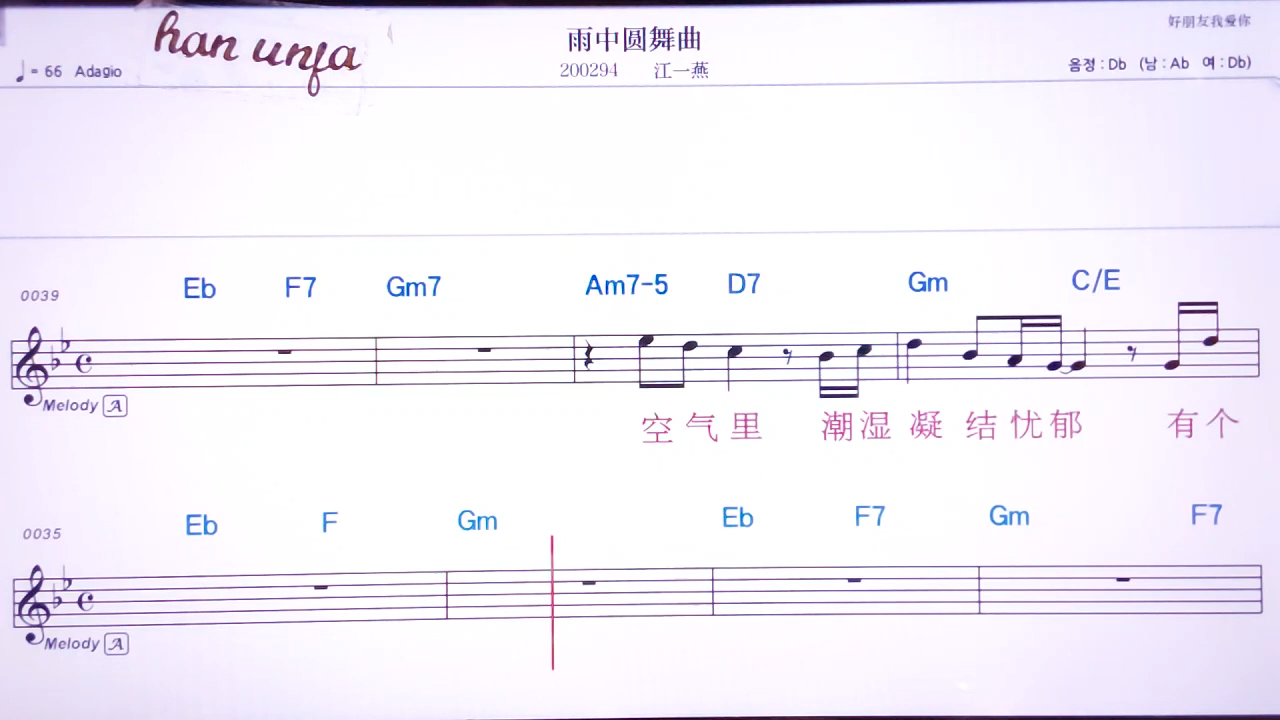 han unja
雨中圆舞曲
好朋友我爱你
♩= 66 Adagio
200294 江一燕
음정 : Db (남 : Ab 여 : Db)
0039 Eb F7 Gm7 Am7-5 D7 Gm C/E
Melody A
空气里 潮湿凝结忧郁 有个
0035 Eb F Gm Eb F7 Gm F7
Melody A